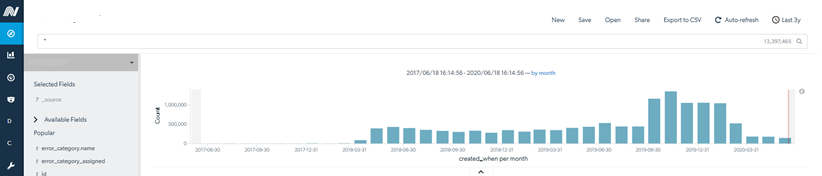 New Save Open Share Export to CSV Auto-refresh Last 3y
* 13,397,465
Selected Fields
? _source
Available Fields
Popular
t error_category.name
t error_category_assigned
t id
D
C
2017/06/18 16:14:56 - 2020/06/18 16:14:56 — by month
Count
1,000,000
500,000
0
2017-06-30 2017-09-30 2017-12-31 2018-03-31 2018-06-30 2018-09-30 2018-12-31 2019-03-31 2019-06-30 2019-09-30 2019-12-31 2020-03-31
created_when per month